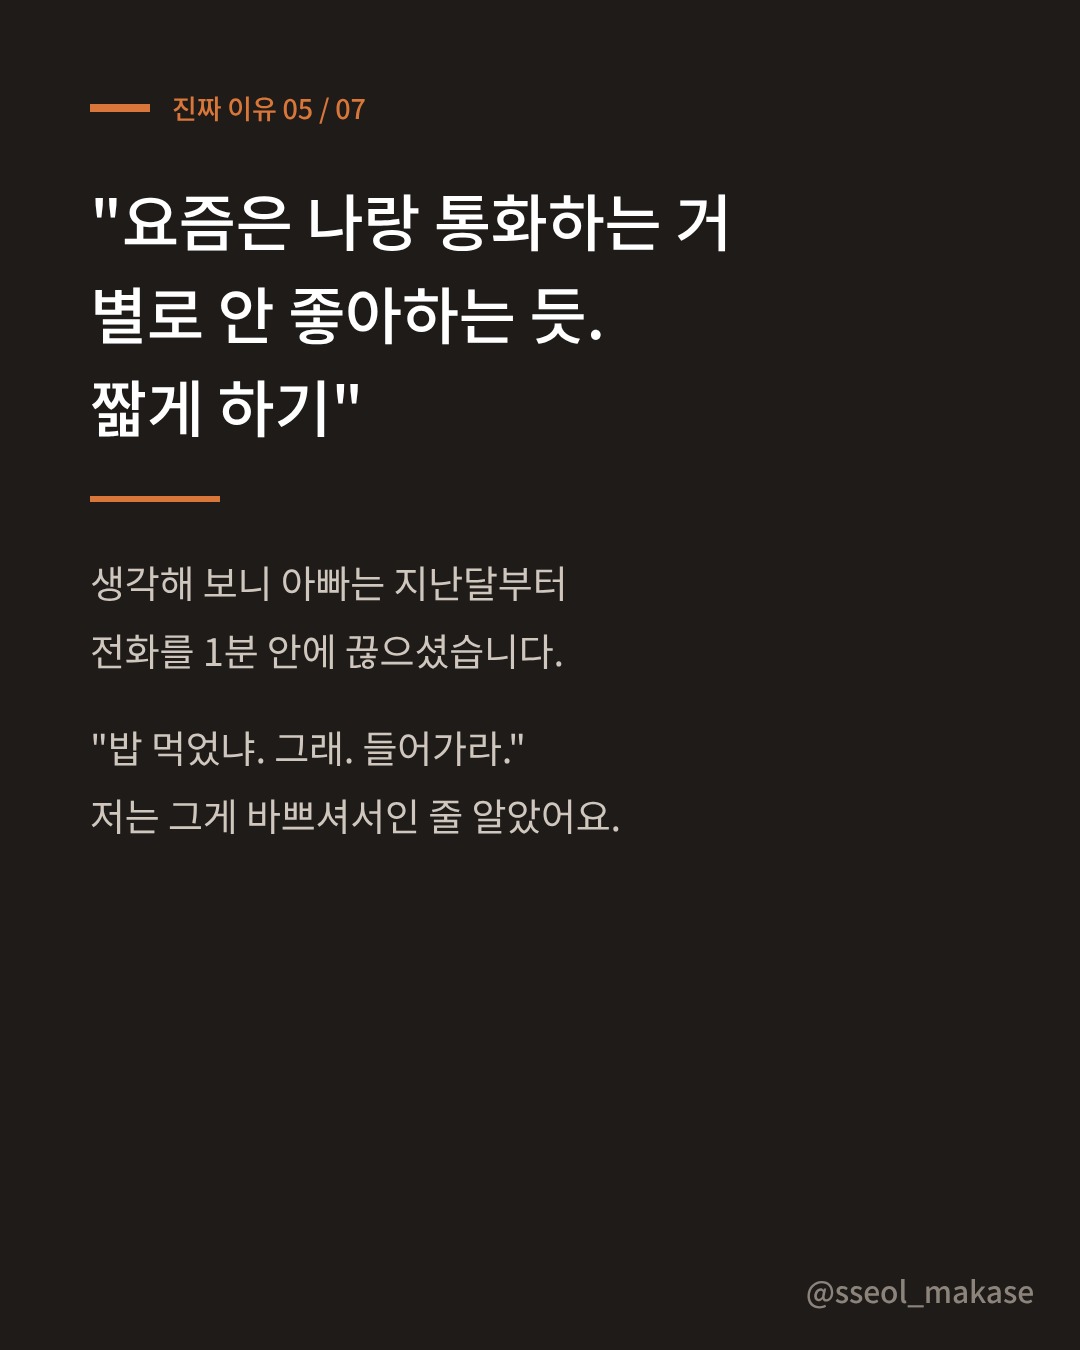 진짜 이유 05 / 07
"요즘은 나랑 통화하는 거
별로 안 좋아하는 듯.
짧게 하기"
생각해 보니 아빠는 지난달부터
전화를 1분 안에 끊으셨습니다.
"밥 먹었냐. 그래. 들어가라."
저는 그게 바쁘셔서인 줄 알았어요.
@sseol_makase